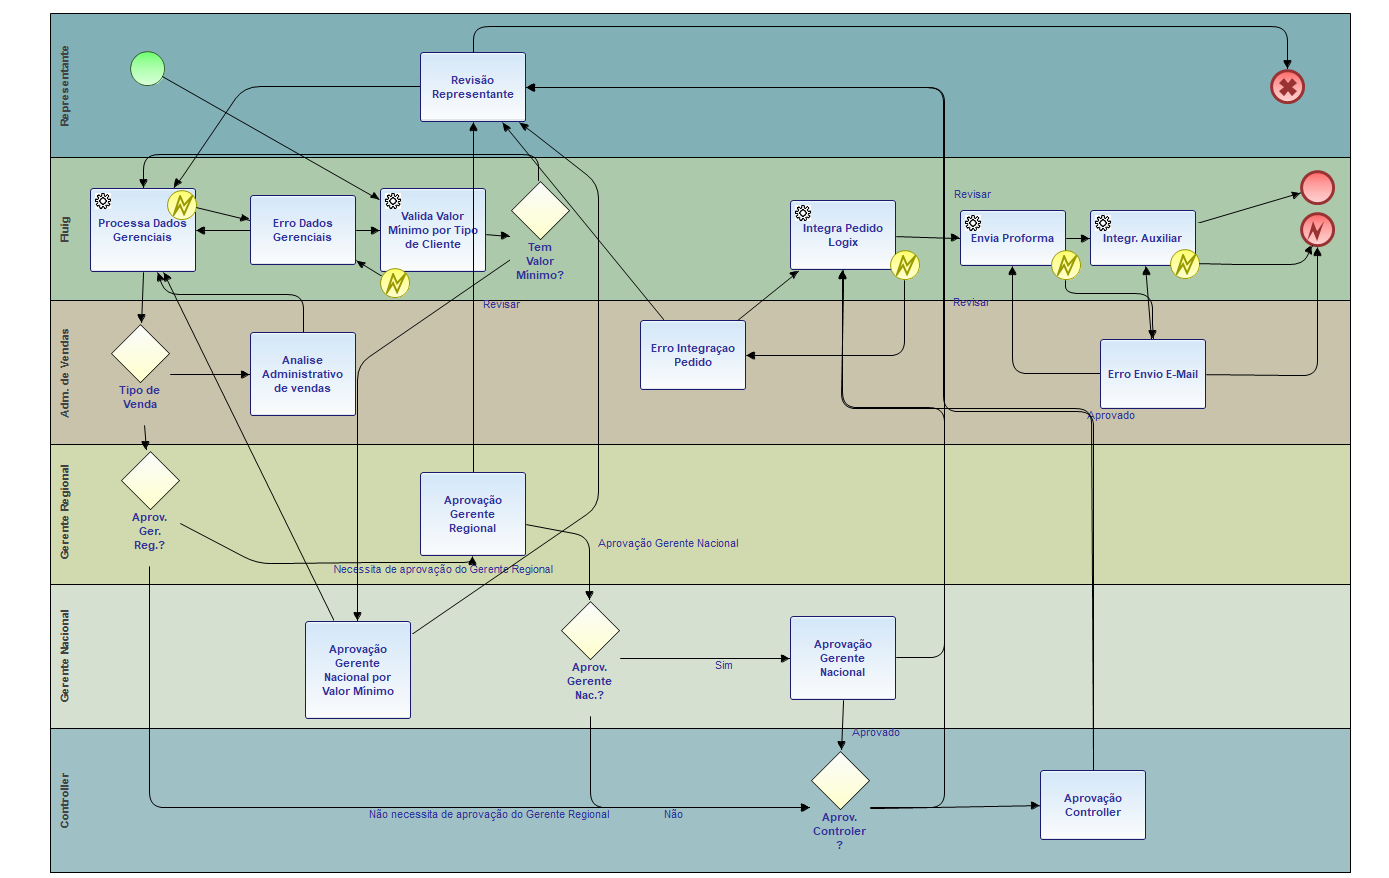 Representante
Revisão
Representante
Fluig
Processa Dados
Gerenciais
Erro Dados
Gerenciais
Valida Valor
Mínimo por Tipo
de Cliente
Tem
Valor
Mínimo?
Integra Pedido
Logix
Revisar
Envia Proforma
Integr. Auxiliar
Revisar
Revisar
Adm. de Vendas
Tipo de
Venda
Analise
Administrativo
de vendas
Erro Integraçao
Pedido
Erro Envio E-Mail
Aprovado
Gerente Regional
Aprov.
Ger.
Reg.?
Aprovação
Gerente
Regional
Aprovação Gerente Nacional
Necessita de aprovação do Gerente Regional
Gerente Nacional
Aprovação
Gerente
Nacional por
Valor Mínimo
Aprov.
Gerente
Nac.?
Sim
Aprovação
Gerente
Nacional
Aprovado
Controller
Não necessita de aprovação do Gerente Regional
Não
Aprov.
Controler
?
Aprovação
Controller